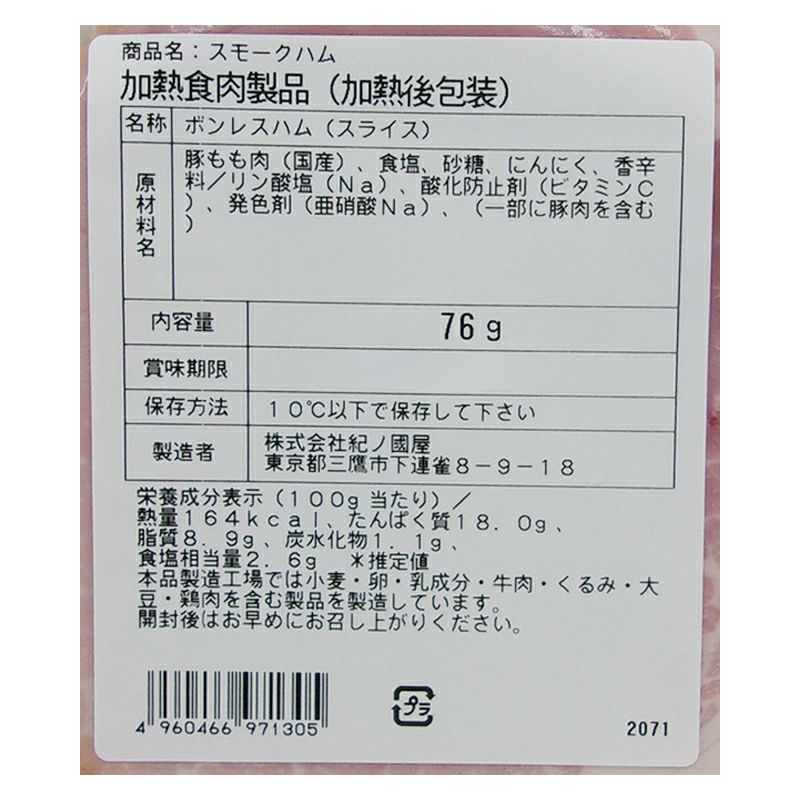 商品名：スモークハム
加熱食肉製品（加熱後包装）
名称 ボンレスハム（スライス）
原材料名
豚もも肉（国産）、食塩、砂糖、にんにく、香辛
料／リン酸塩（Ｎａ）、酸化防止剤（ビタミンＣ
）、発色剤（亜硝酸Ｎａ）、（一部に豚肉を含む
）
内容量 76g
賞味期限
保存方法 １０℃以下で保存して下さい
製造者
株式会社紀ノ國屋
東京都三鷹市下連雀８－９－１８
栄養成分表示（１００ｇ当たり）／
熱量１６４ｋｃａｌ、たんぱく質１８．０ｇ、
脂質８．９ｇ、炭水化物１．１ｇ、
食塩相当量２．６ｇ　＊推定値
本品製造工場では小麦・卵・乳成分・牛肉・くるみ・大
豆・鶏肉を含む製品を製造しています。
開封後はお早めにお召し上がりください。
プラ
4 960466 971305
2071